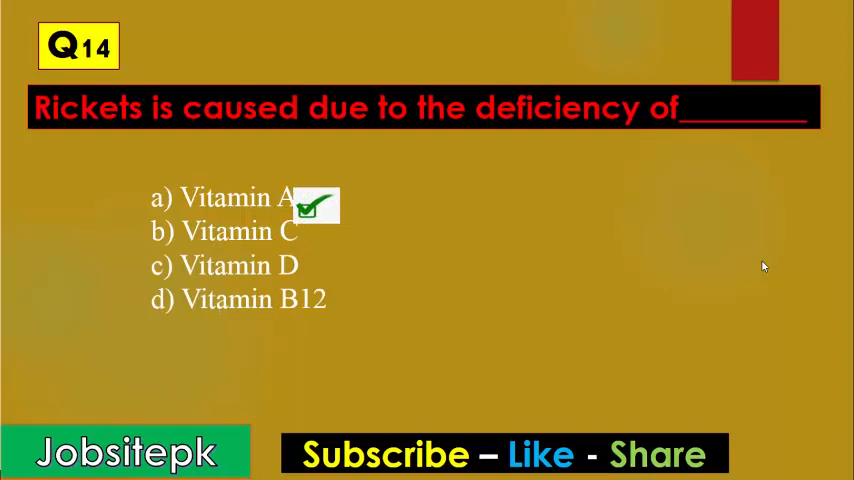 Q14
Rickets is caused due to the deficiency of________
a) Vitamin A
b) Vitamin C
c) Vitamin D
d) Vitamin B12
Jobsitepk
Subscribe – Like - Share